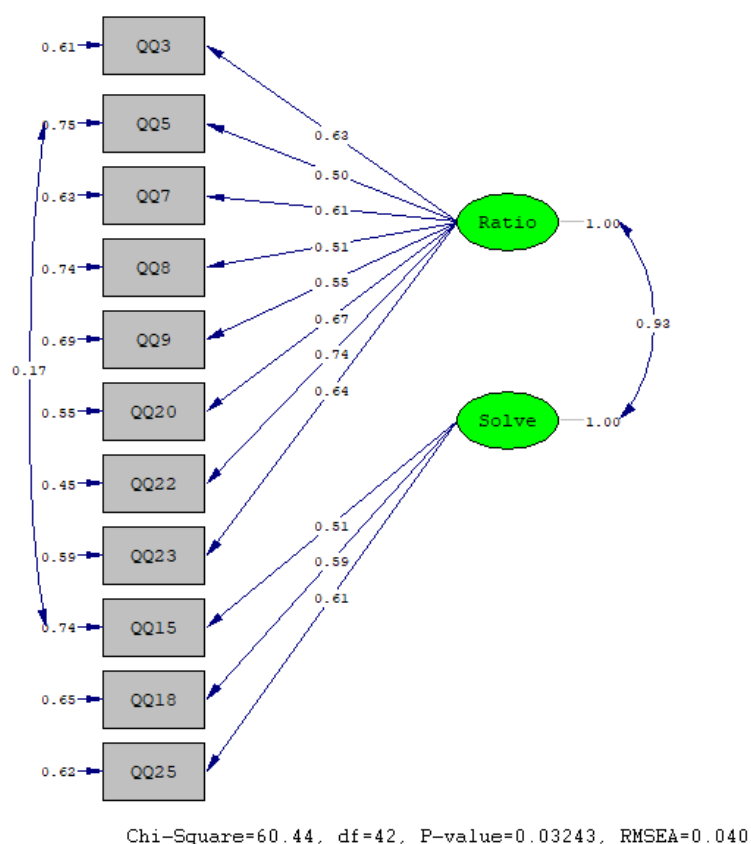 0.61 QQ3
0.63
0.75 QQ5
0.50
0.63 QQ7
0.61
Ratio 1.00
0.51
0.74 QQ8
0.55
0.67
0.93
0.69 QQ9
0.74
0.17
0.64
0.55 QQ20
Solve 1.00
0.45 QQ22
0.51
0.59 QQ23
0.59
0.61
0.74 QQ15
0.65 QQ18
0.62 QQ25
Chi-Square=60.44, df=42, P-value=0.03243, RMSEA=0.040